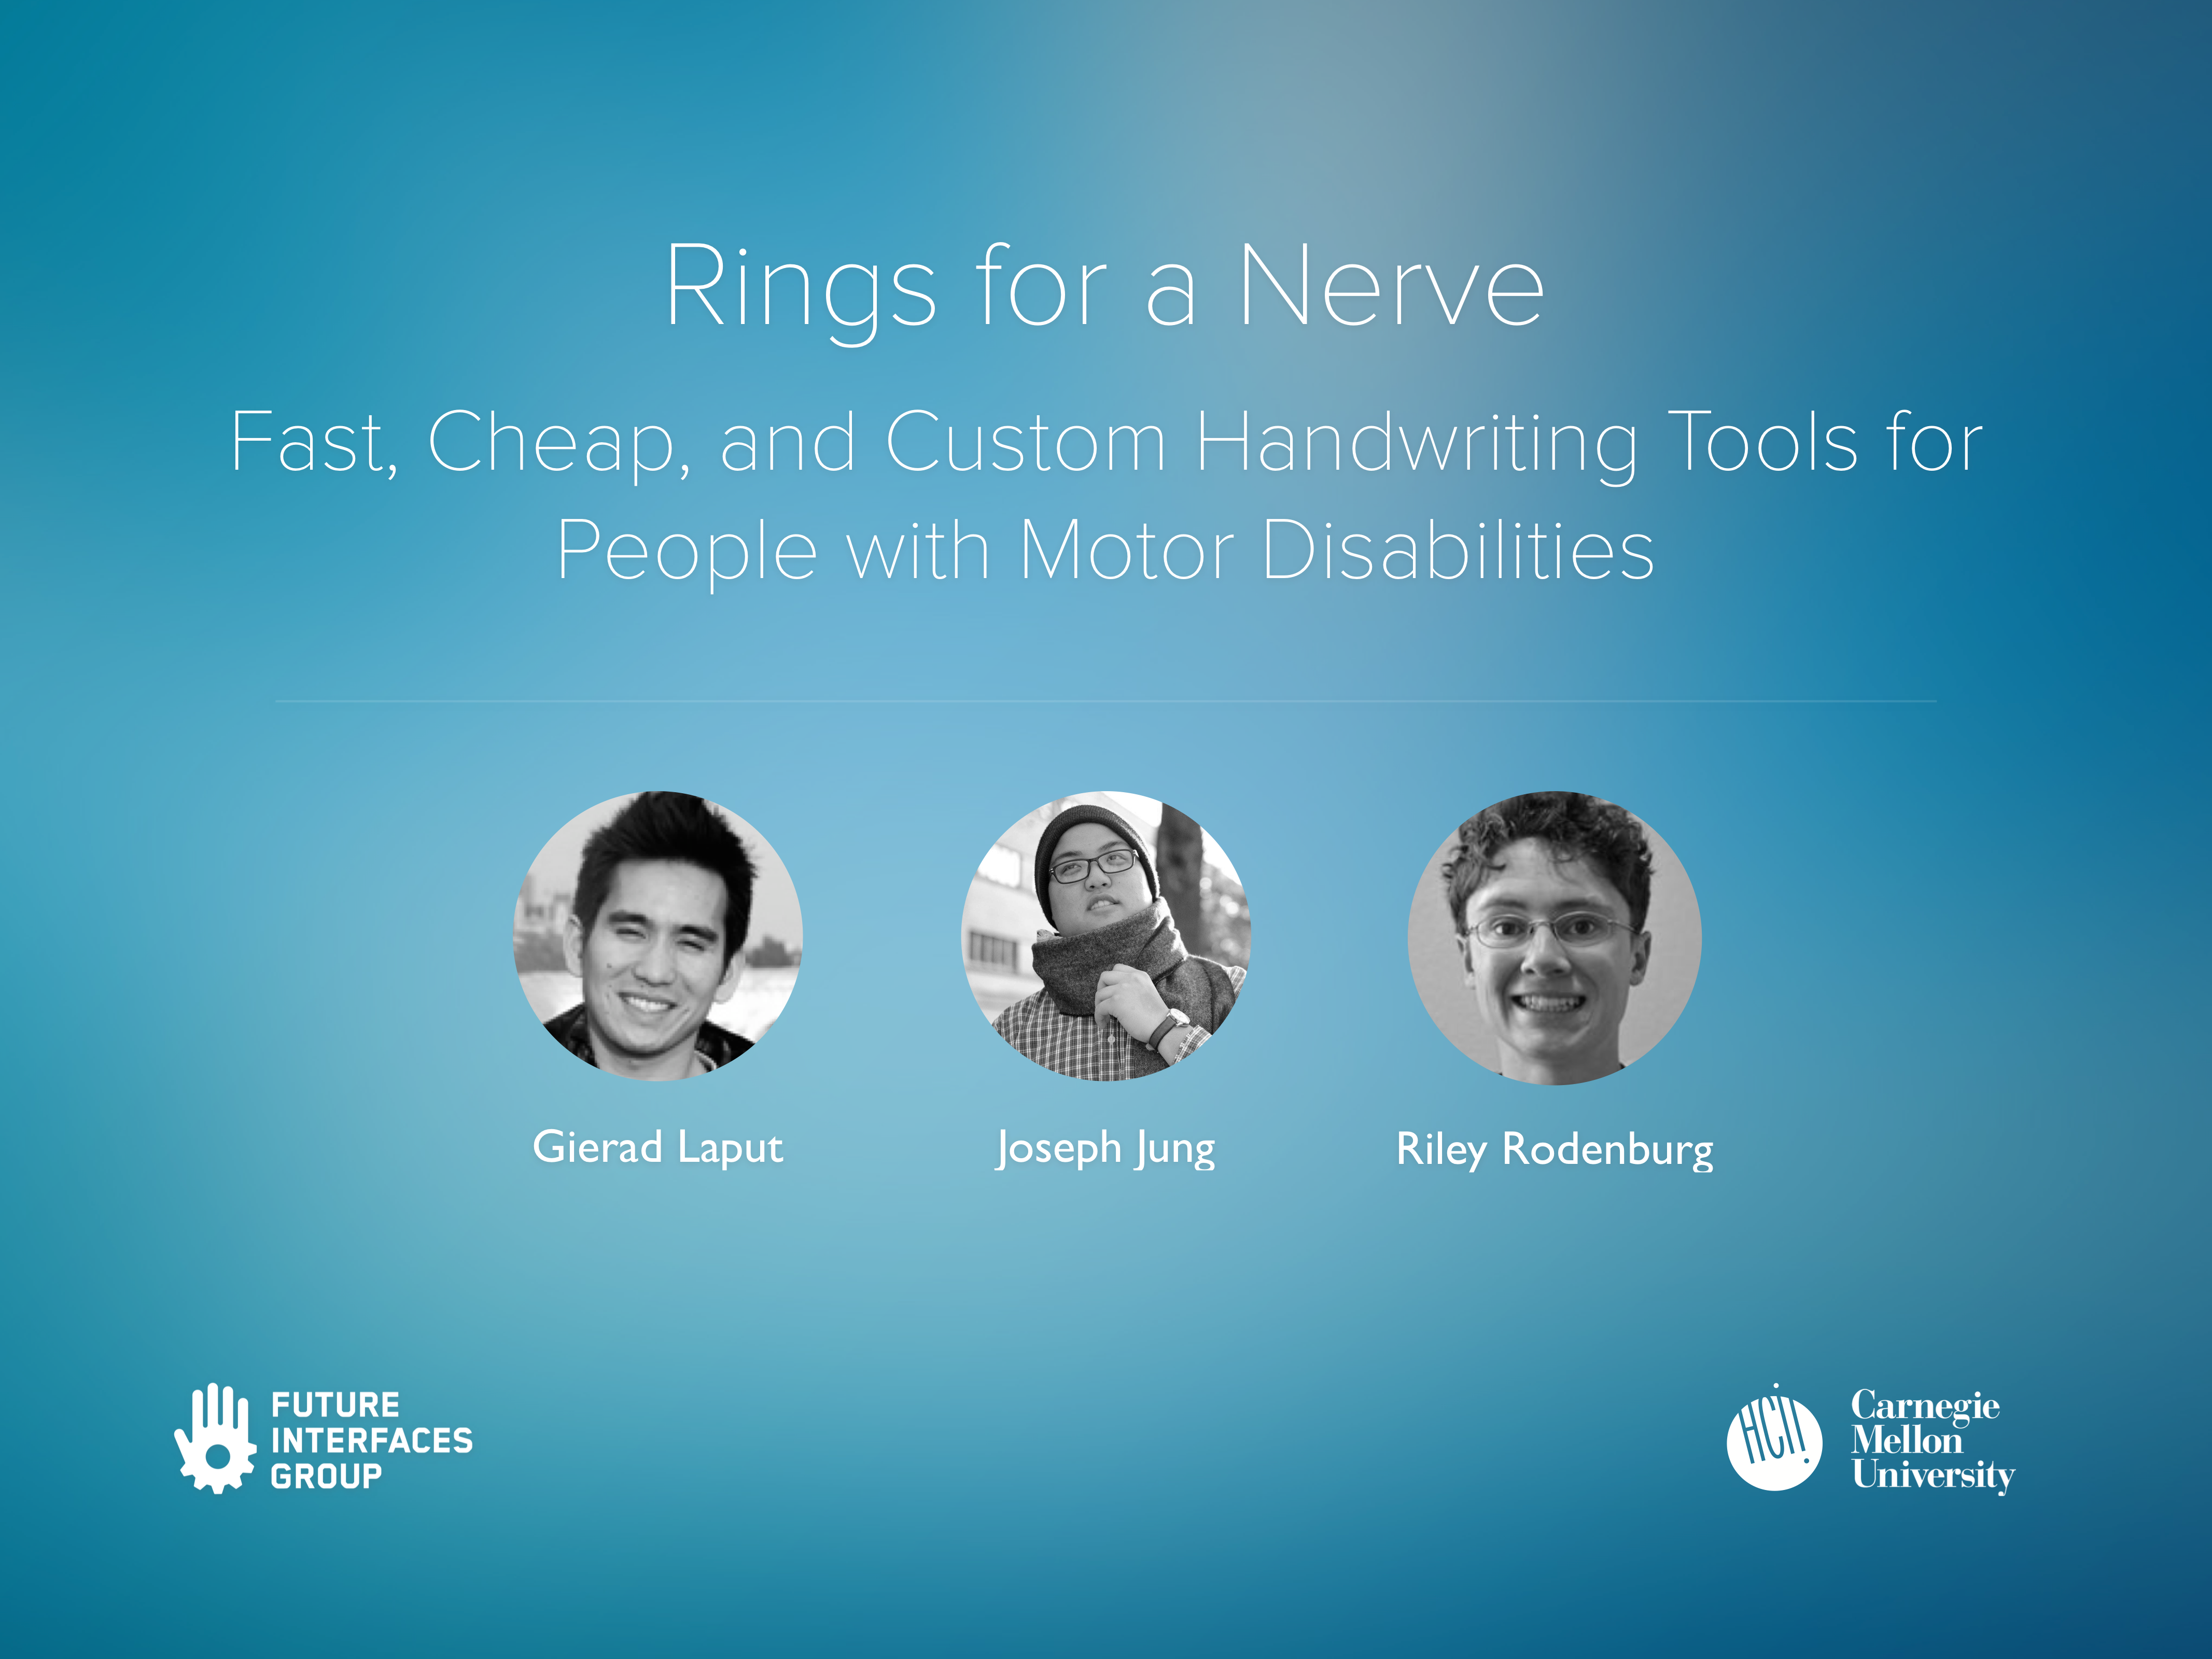 Rings for a Nerve
Fast, Cheap, and Custom Handwriting Tools for
People with Motor Disabilities
Gierad Laput
Joseph Jung
Riley Rodenburg
FUTURE
INTERFACES
GROUP
HCII
Carnegie
Mellon
University